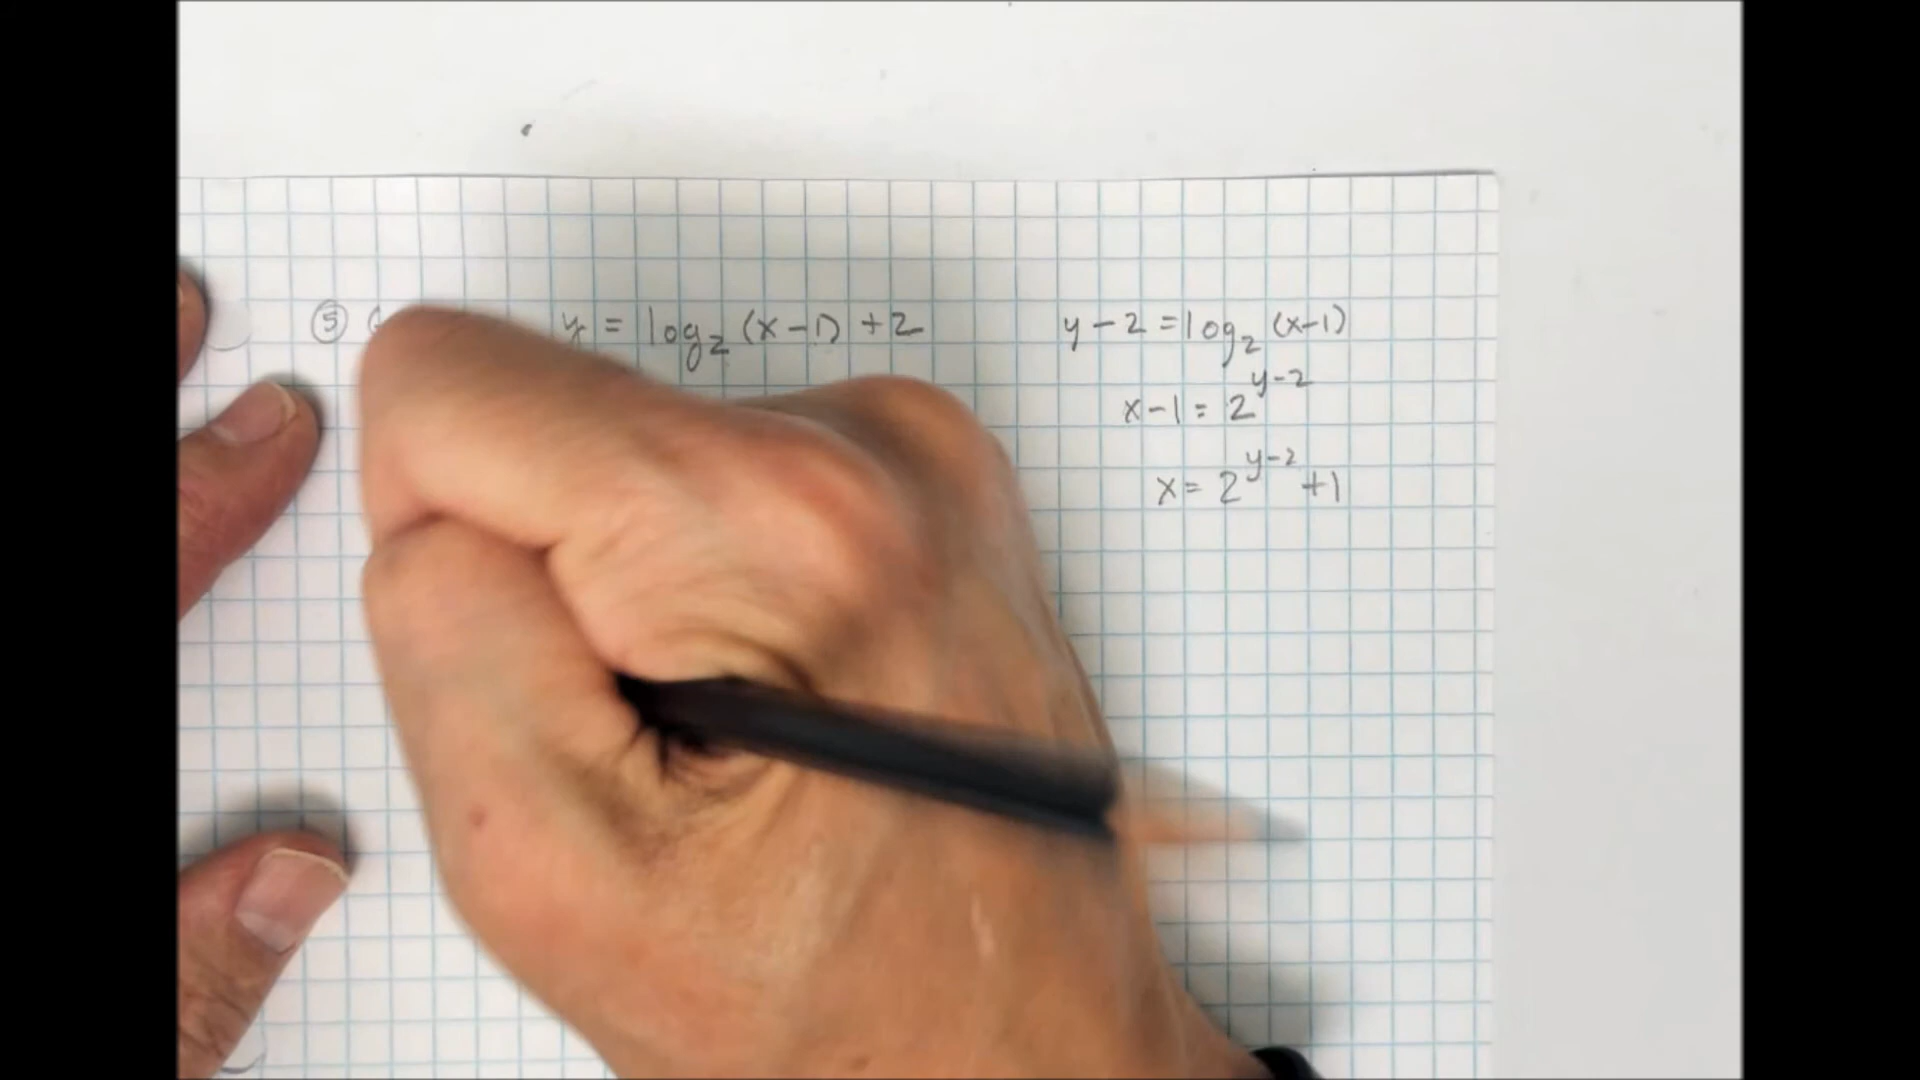 ⑤ y = log₂ (x-1) +2
y-2 = log₂ (x-1)
x-1 = 2^(y-2)
x = 2^(y-2) +1